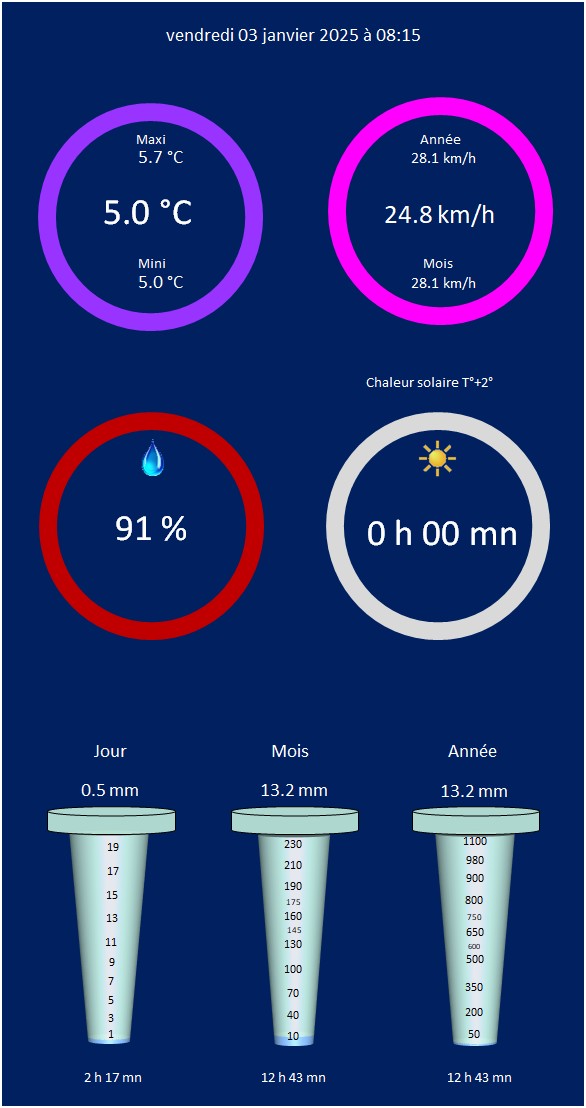 vendredi 03 janvier 2025 à 08:15
Maxi
5.7 °C
5.0 °C
Mini
5.0 °C
Année
28.1 km/h
24.8 km/h
Mois
28.1 km/h
Chaleur solaire T°+2°
91 %
0 h 00 mn
Jour
0.5 mm
19
17
15
13
11
9
7
5
3
1
2 h 17 mn
Mois
13.2 mm
230
210
190
175
160
145
130
100
70
40
10
12 h 43 mn
Année
13.2 mm
1100
980
900
800
750
650
600
500
350
200
50
12 h 43 mn